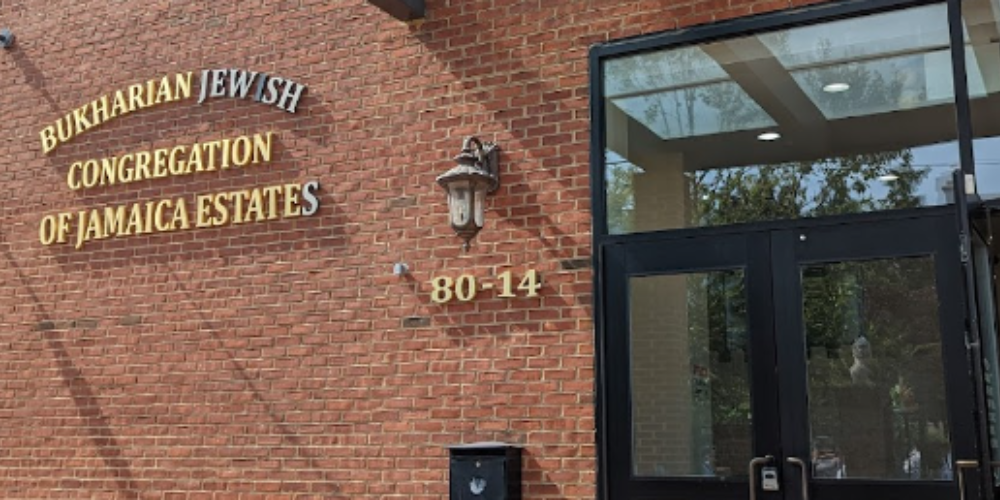 BUKHARIAN JEWISH
CONGREGATION
OF JAMAICA ESTATES
80-14